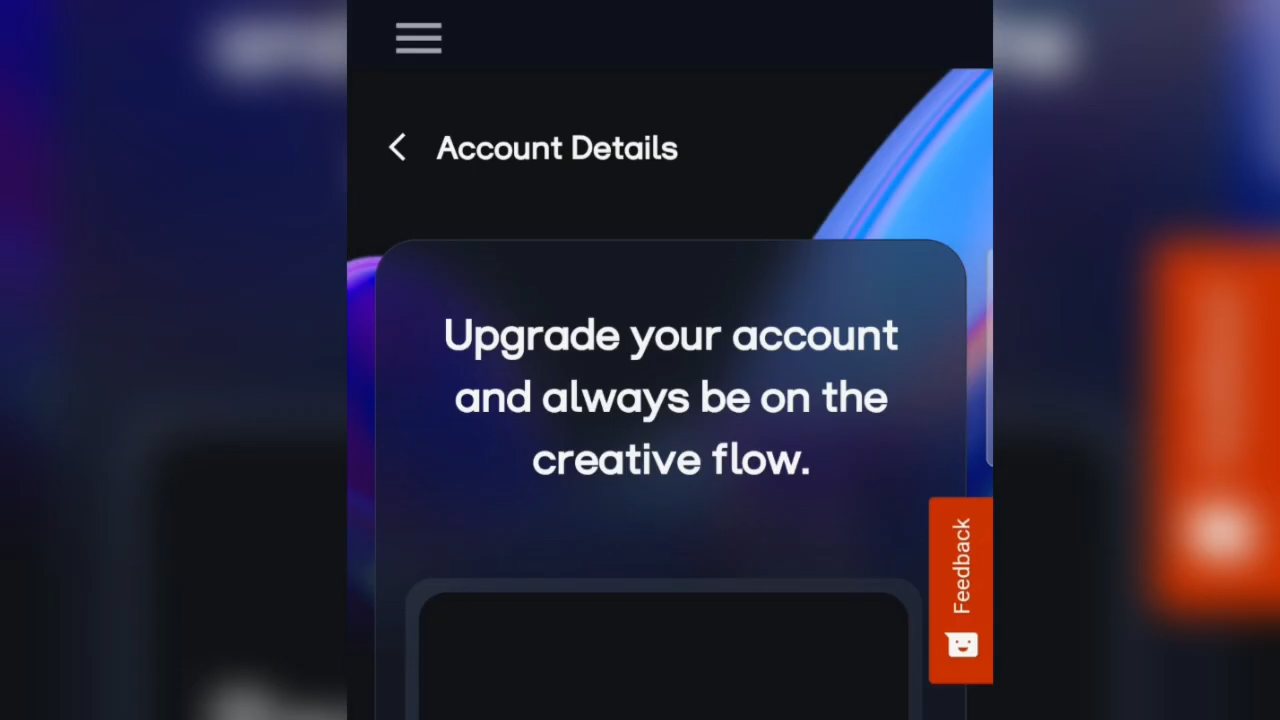 Account Details
Upgrade your account
and always be on the
creative flow.
Feedback